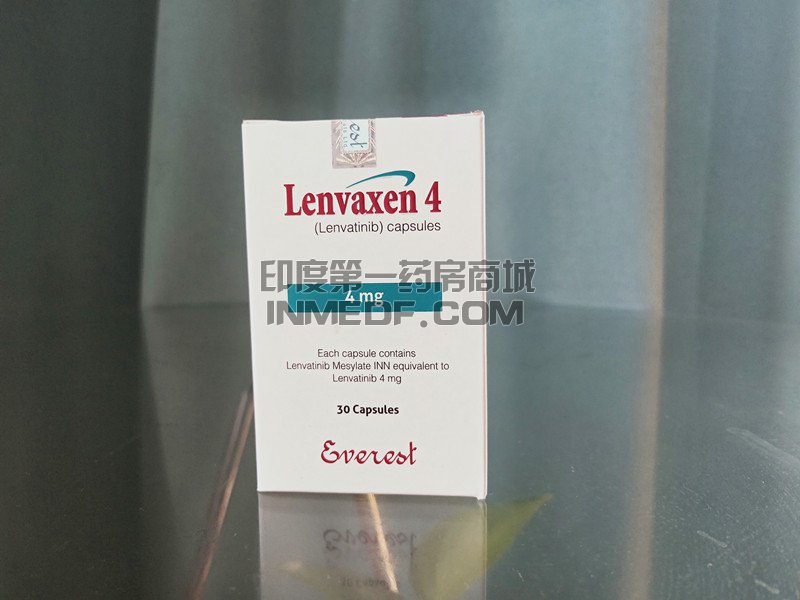 Lenvaxen 4
(Lenvatinib) capsules
印度第一药房商城
4 mg
INMEDF.COM
Each capsule contains
Lenvatinib Mesylate INN equivalent to
Lenvatinib 4 mg
30 Capsules
Everest